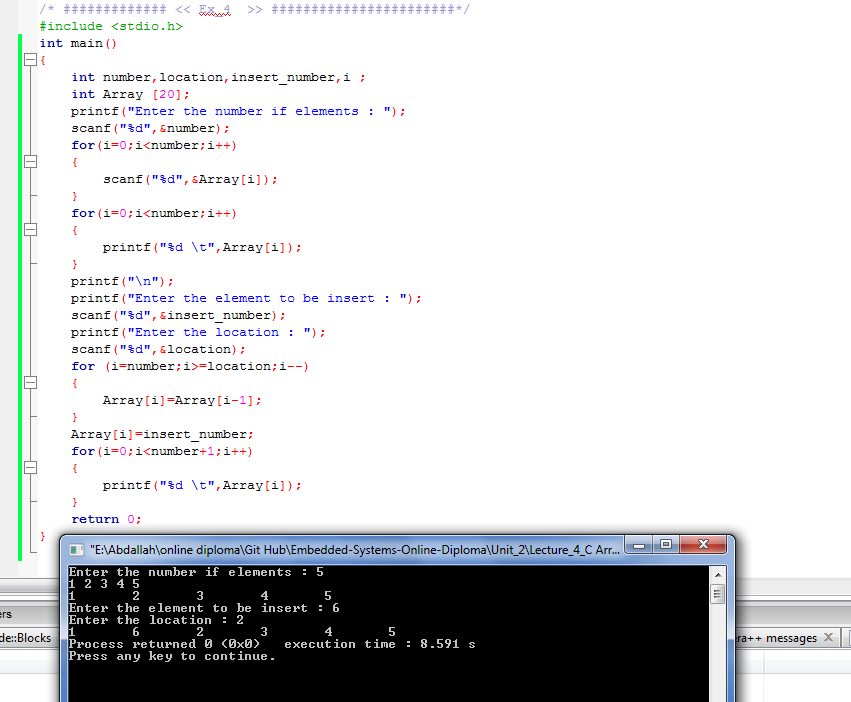 /* ############# << Ex_4 >> #######################*/
#include <stdio.h>
int main()
{
int number,location,insert_number,i ;
int Array [20];
printf("Enter the number if elements : ");
scanf("%d",&number);
for(i=0;i<number;i++)
{
scanf("%d",&Array[i]);
}
for(i=0;i<number;i++)
{
printf("%d \t",Array[i]);
}
printf("\n");
printf("Enter the element to be insert : ");
scanf("%d",&insert_number);
printf("Enter the location : ");
scanf("%d",&location);
for (i=number;i>=location;i--)
{
Array[i]=Array[i-1];
}
Array[i]=insert_number;
for(i=0;i<number+1;i++)
{
printf("%d \t",Array[i]);
}
return 0;
}
"E:\Abdallah\online diploma\Git Hub\Embedded-Systems-Online-Diploma\Unit_2\Lecture_4_C Arr...
Enter the number if elements : 5
1 2 3 4 5
1 2 3 4 5
Enter the element to be insert : 6
Enter the location : 2
1 6 2 3 4 5
Process returned 0 (0x0) execution time : 8.591 s
Press any key to continue.
ers
de::Blocks
ra++ messages